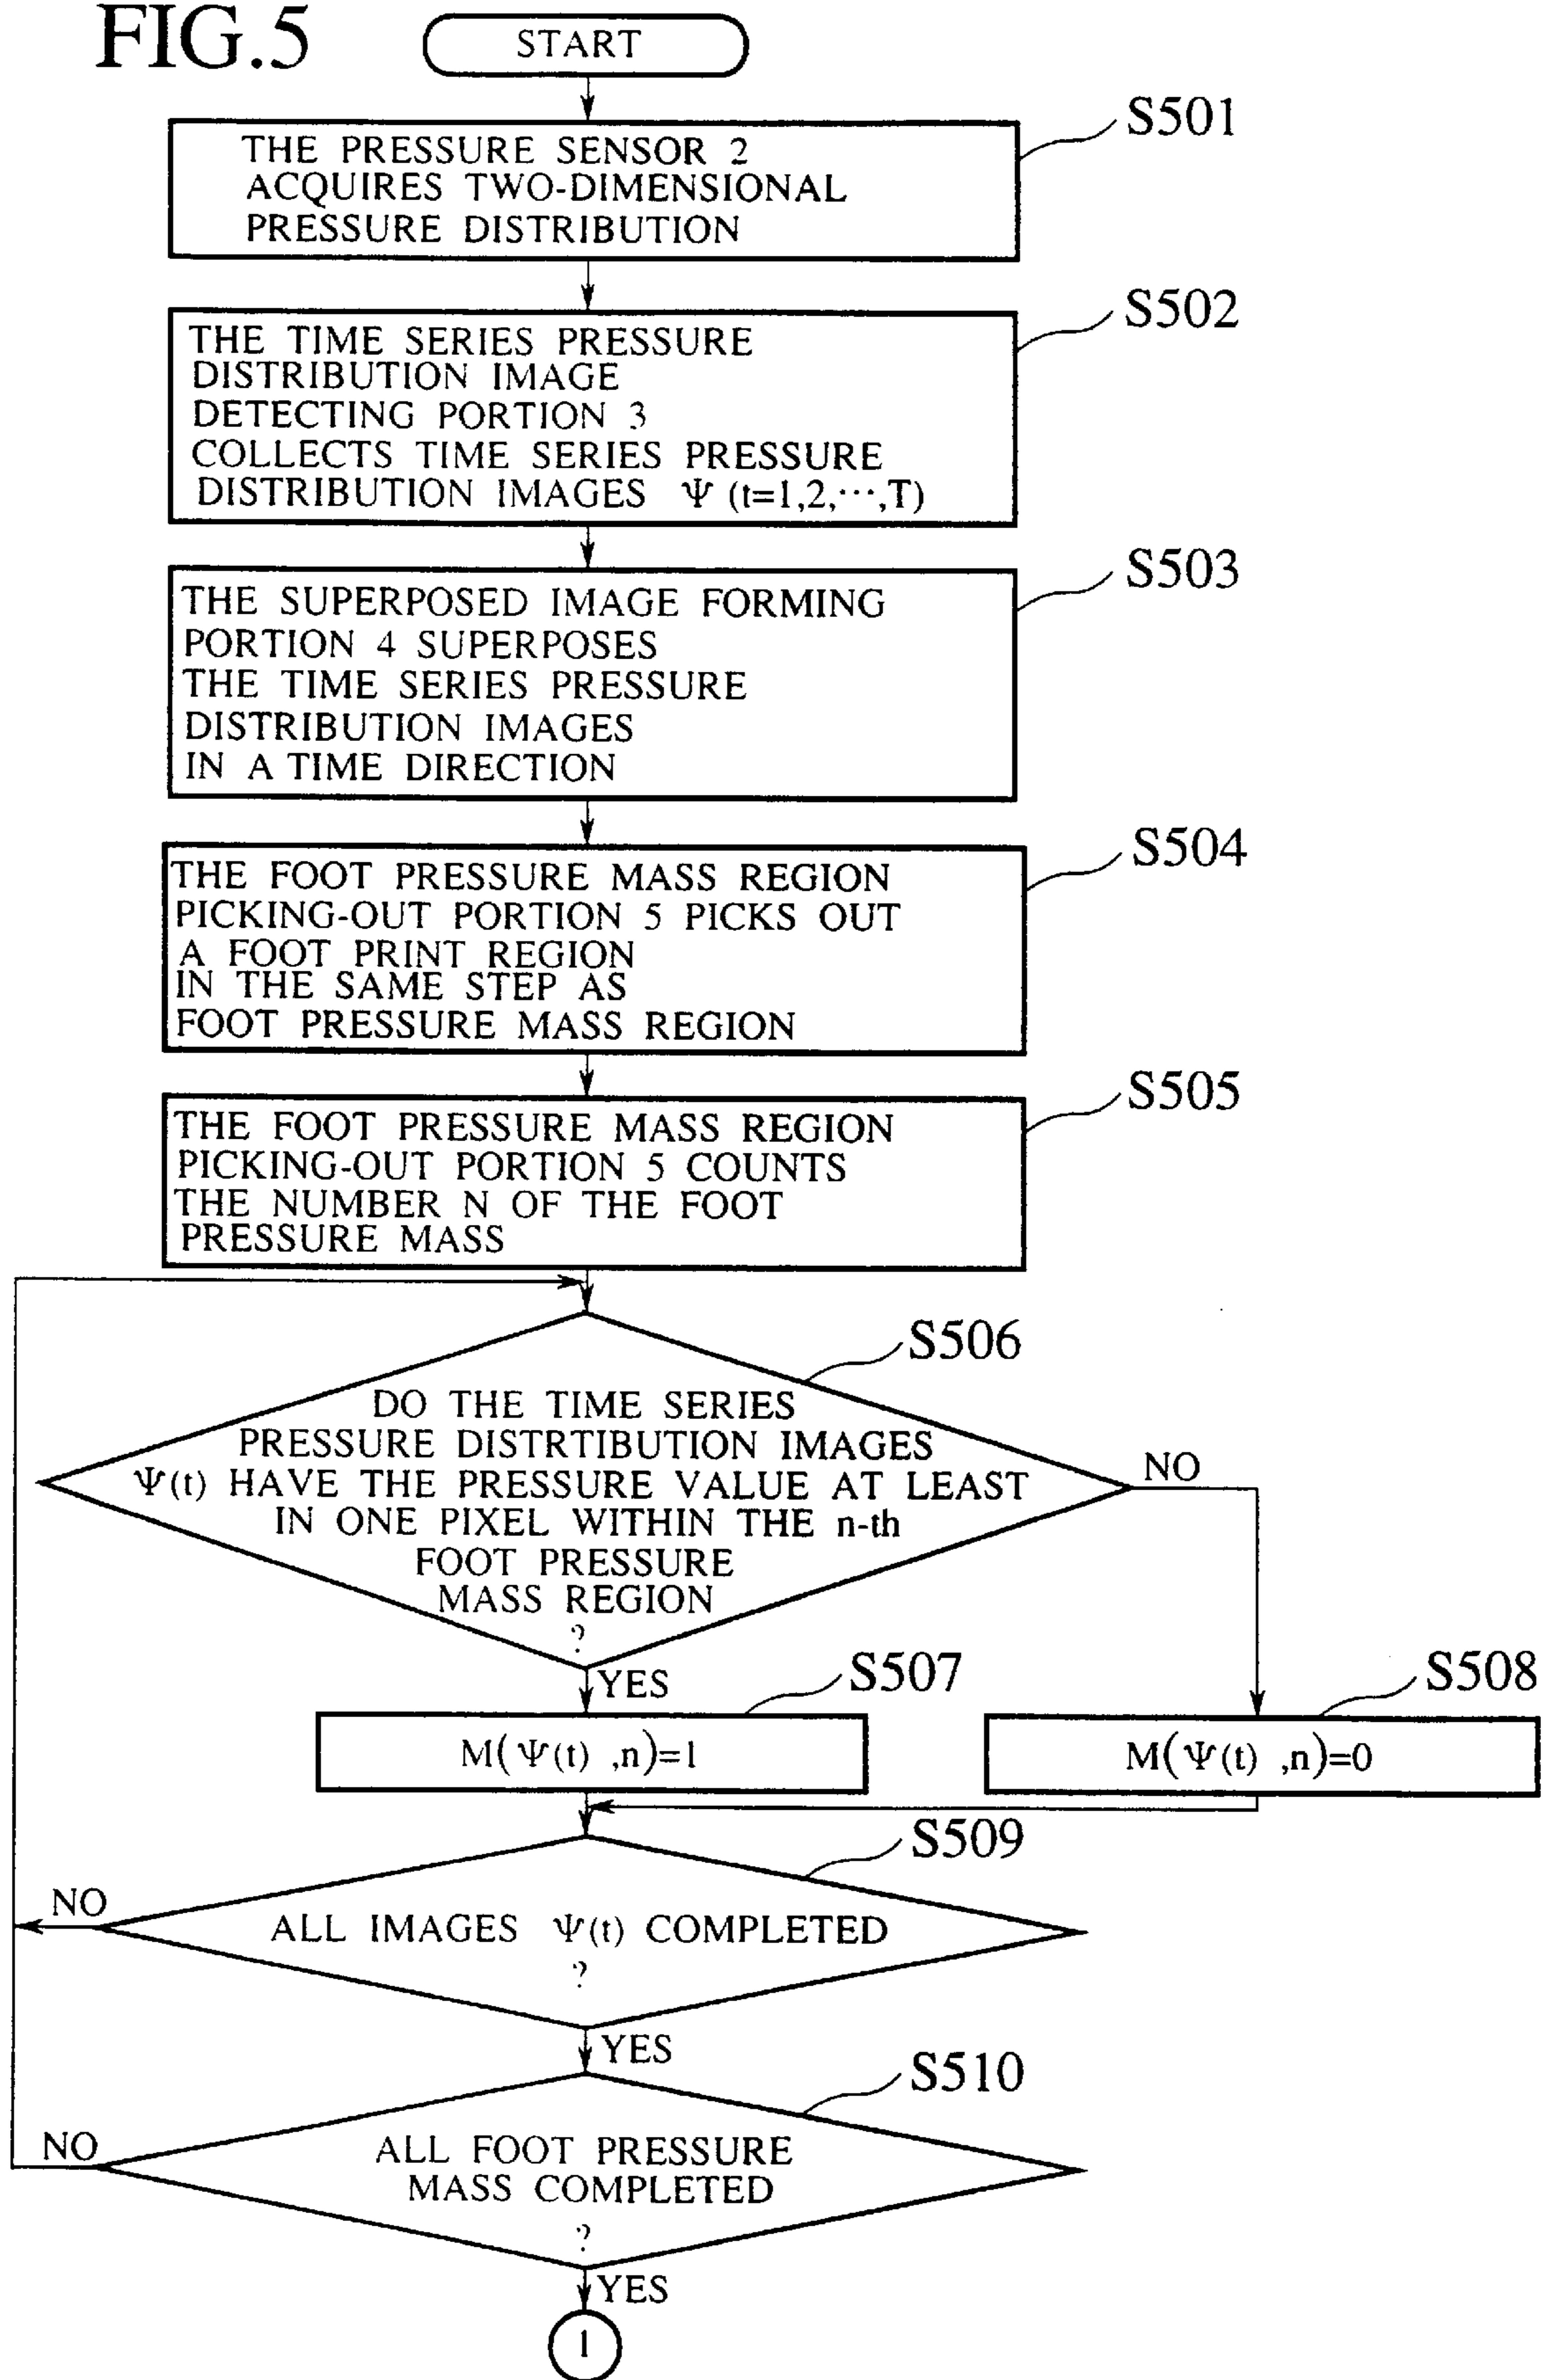 FIG.5
START
S501
THE PRESSURE SENSOR 2
ACQUIRES TWO-DIMENSIONAL
PRESSURE DISTRIBUTION
S502
THE TIME SERIES PRESSURE
DISTRIBUTION IMAGE
DETECTING PORTION 3
COLLECTS TIME SERIES PRESSURE
DISTRIBUTION IMAGES Ψ (t=1,2,···,T)
S503
THE SUPERPOSED IMAGE FORMING
PORTION 4 SUPERPOSES
THE TIME SERIES PRESSURE
DISTRIBUTION IMAGES
IN A TIME DIRECTION
S504
THE FOOT PRESSURE MASS REGION
PICKING-OUT PORTION 5 PICKS OUT
A FOOT PRINT REGION
IN THE SAME STEP AS
FOOT PRESSURE MASS REGION
S505
THE FOOT PRESSURE MASS REGION
PICKING-OUT PORTION 5 COUNTS
THE NUMBER N OF THE FOOT
PRESSURE MASS
S506
DO THE TIME SERIES
PRESSURE DISTRTIBUTION IMAGES
Ψ(t) HAVE THE PRESSURE VALUE AT LEAST
IN ONE PIXEL WITHIN THE n-th
FOOT PRESSURE
MASS REGION
?
NO
YES
S507
S508
M(Ψ(t) ,n)=1
M(Ψ(t) ,n)=0
S509
NO
ALL IMAGES Ψ(t) COMPLETED
?
YES
S510
NO
ALL FOOT PRESSURE
MASS COMPLETED
?
YES
1